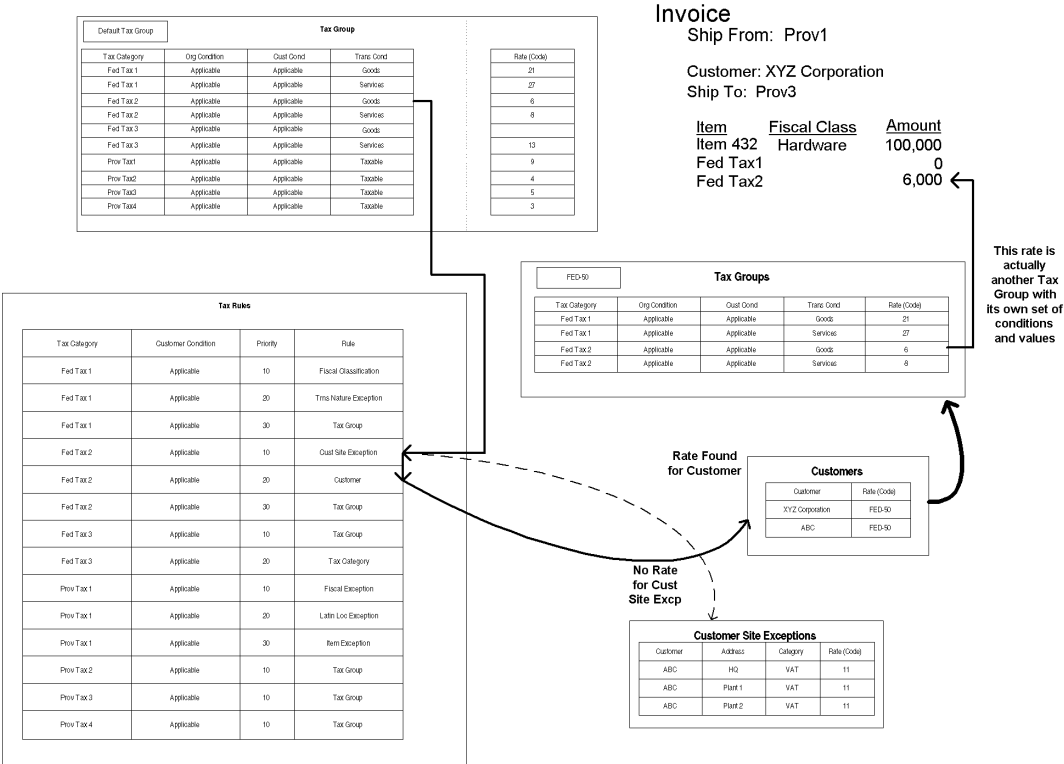 Default Tax Group
Tax Group
Tax Category Org Condition Cust Cond Trans Cond Rate (Code)
Fed Tax 1 Applicable Applicable Goods 21
Fed Tax 1 Applicable Applicable Services 27
Fed Tax 2 Applicable Applicable Goods 6
Fed Tax 2 Applicable Applicable Services 8
Fed Tax 3 Applicable Applicable Goods
Fed Tax 3 Applicable Applicable Services 13
Prov Tax1 Applicable Applicable Taxable 9
Prov Tax2 Applicable Applicable Taxable 4
Prov Tax3 Applicable Applicable Taxable 5
Prov Tax4 Applicable Applicable Taxable 3
Invoice
Ship From: Prov1
Customer: XYZ Corporation
Ship To: Prov3
Item Fiscal Class Amount
Item 432 Hardware 100,000
Fed Tax1 0
Fed Tax2 6,000
This rate is
actually
another Tax
Group with
its own set of
conditions
and values
FED-50
Tax Groups
Tax Category Org Condition Cust Cond Trans Cond Rate (Code)
Fed Tax 1 Applicable Applicable Goods 21
Fed Tax 1 Applicable Applicable Services 27
Fed Tax 2 Applicable Applicable Goods 6
Fed Tax 2 Applicable Applicable Services 8
Tax Rules
Tax Category Customer Condition Priority Rule
Fed Tax 1 Applicable 10 Fiscal Classification
Fed Tax 1 Applicable 20 Trns Nature Exception
Fed Tax 1 Applicable 30 Tax Group
Fed Tax 2 Applicable 10 Cust Site Exception
Fed Tax 2 Applicable 20 Customer
Fed Tax 2 Applicable 30 Tax Group
Fed Tax 3 Applicable 10 Tax Group
Fed Tax 3 Applicable 20 Tax Category
Prov Tax 1 Applicable 10 Fiscal Exception
Prov Tax 1 Applicable 20 Latin Loc Exception
Prov Tax 1 Applicable 30 Item Exception
Prov Tax 2 Applicable 10 Tax Group
Prov Tax 3 Applicable 10 Tax Group
Prov Tax 4 Applicable 10 Tax Group
Rate Found
for Customer
Customers
Customer Rate (Code)
XYZ Corporation FED-50
ABC FED-50
No Rate
for Cust
Site Excp
Customer Site Exceptions
Customer Address Category Rate (Code)
ABC HQ VAT 11
ABC Plant 1 VAT 11
ABC Plant 2 VAT 11